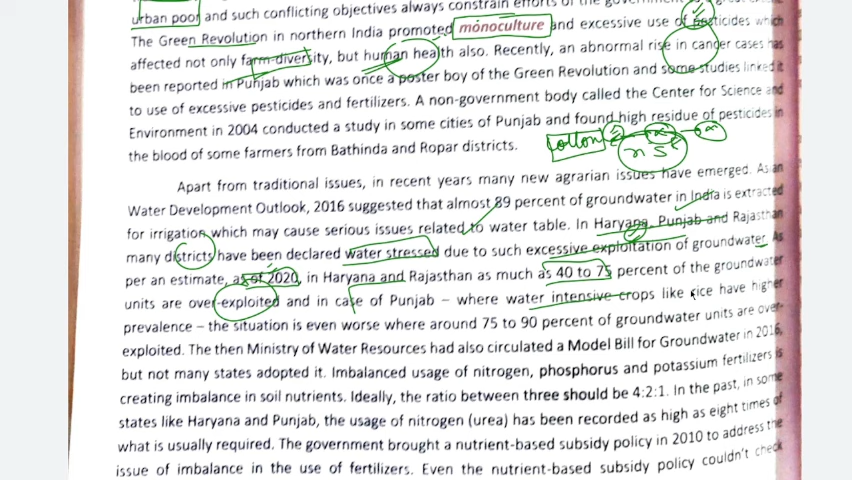 urban poor and such conflicting objectives always constrain efforts of the
The Green Revolution in northern India promoted monoculture and excessive use of pesticides which
affected not only farm diversity, but human health also. Recently, an abnormal rise in cancer cases has
been reported in Punjab which was once a poster boy of the Green Revolution and some studies linked it
to use of excessive pesticides and fertilizers. A non-government body called the Center for Science and
Environment in 2004 conducted a study in some cities of Punjab and found high residue of pesticides in
the blood of some farmers from Bathinda and Ropar districts.
Apart from traditional issues, in recent years many new agrarian issues have emerged. As an
Water Development Outlook, 2016 suggested that almost 89 percent of groundwater in India is extracted
for irrigation which may cause serious issues related to water table. In Haryana, Punjab and Rajasthan
many districts have been declared water stressed due to such excessive exploitation of groundwater. As
per an estimate, as of 2020, in Haryana and Rajasthan as much as 40 to 75 percent of the groundwater
units are over-exploited and in case of Punjab – where water intensive crops like rice have higher
prevalence – the situation is even worse where around 75 to 90 percent of groundwater units are over-
exploited. The then Ministry of Water Resources had also circulated a Model Bill for Groundwater in 2016,
but not many states adopted it. Imbalanced usage of nitrogen, phosphorus and potassium fertilizers is
creating imbalance in soil nutrients. Ideally, the ratio between three should be 4:2:1. In the past, in some
states like Haryana and Punjab, the usage of nitrogen (urea) has been recorded as high as eight times of
what is usually required. The government brought a nutrient-based subsidy policy in 2010 to address the
issue of imbalance in the use of fertilizers. Even the nutrient-based subsidy policy couldn't check